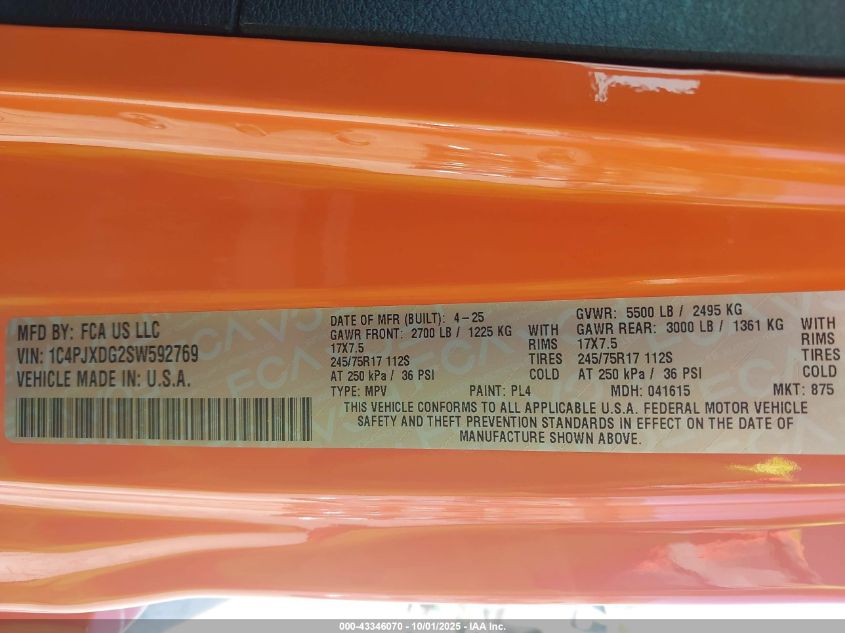 MFD BY: FCA US LLC
VIN: 1C4PJXDG2SW592769
VEHICLE MADE IN: U.S.A.
DATE OF MFR (BUILT): 4-25 GVWR: 5500 LB / 2495 KG
GAWR FRONT: 2700 LB / 1225 KG WITH GAWR REAR: 3000 LB / 1361 KG WITH
17X7.5 RIMS 17X7.5 RIMS
245/75R17 112S TIRES 245/75R17 112S TIRES
AT 250 kPa / 36 PSI COLD AT 250 kPa / 36 PSI COLD
TYPE: MPV PAINT: PL4 MDH: 041615 MKT: 875
THIS VEHICLE CONFORMS TO ALL APPLICABLE U.S.A. FEDERAL MOTOR VEHICLE
SAFETY AND THEFT PREVENTION STANDARDS IN EFFECT ON THE DATE OF
MANUFACTURE SHOWN ABOVE.
000-43346070 - 10/01/2025 - IAAI, Inc.